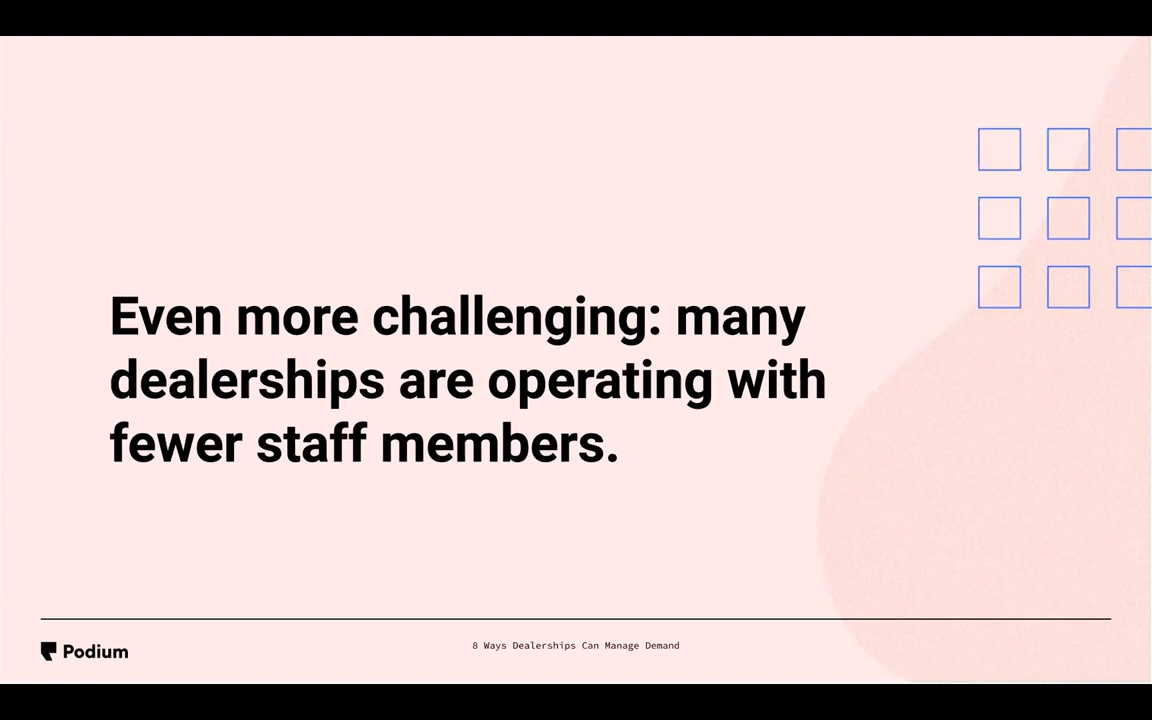 Even more challenging: many
dealerships are operating with
fewer staff members.
Podium
8 Ways Dealerships Can Manage Demand